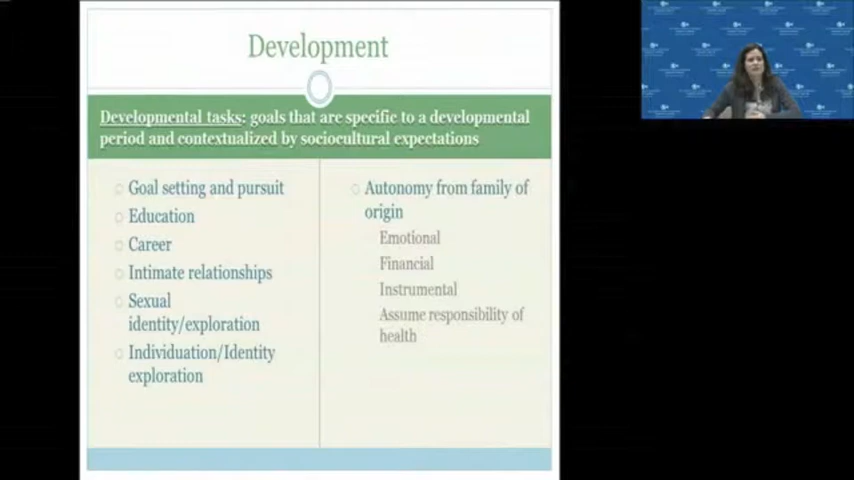 Development
Developmental tasks: goals that are specific to a developmental
period and contextualized by sociocultural expectations
Goal setting and pursuit
Education
Career
Intimate relationships
Sexual
identity/exploration
Individuation/Identity
exploration
Autonomy from family of
origin
Emotional
Financial
Instrumental
Assume responsibility of
health